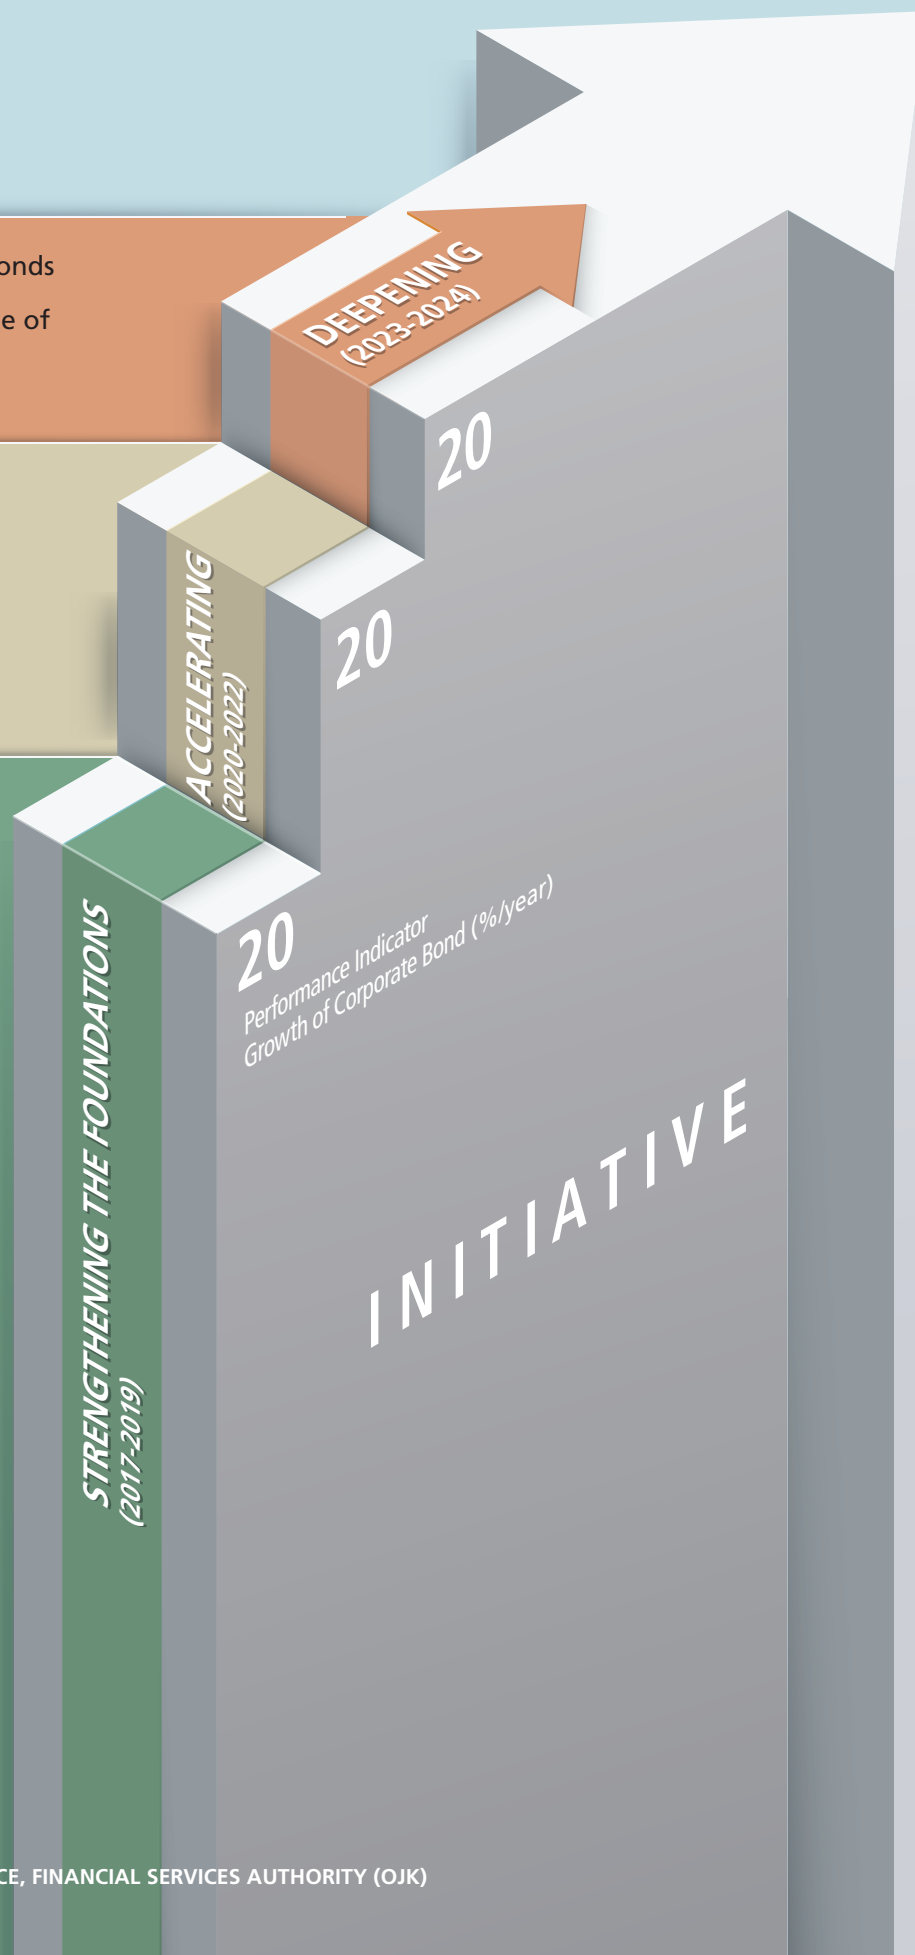 onds
e of
DEEPENING
(2023-2024)
20
20
ACCELERATING
(2020-2022)
20
Performance Indicator
Growth of Corporate Bond (%/year)
STRENGTHENING THE FOUNDATIONS
(2017-2019)
INITIATIVE
CE, FINANCIAL SERVICES AUTHORITY (OJK)